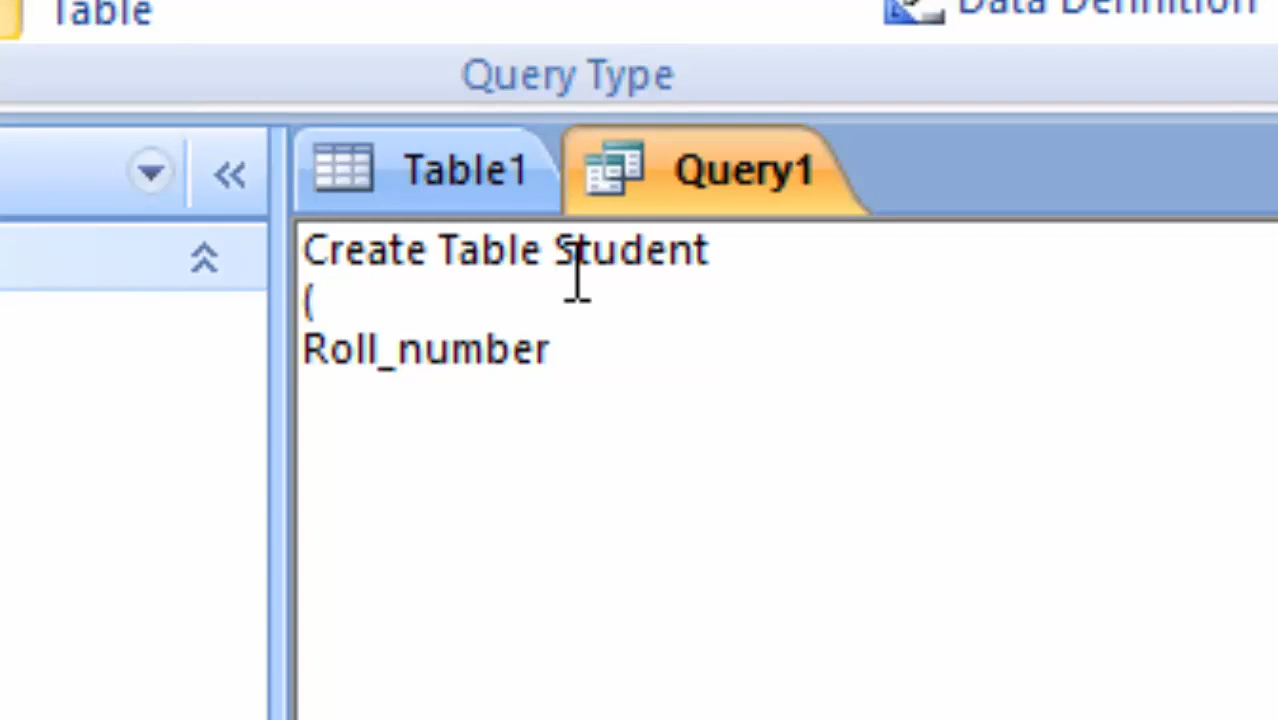 Table
Data Definition
Query Type
Table1
Query1
Create Table Student
(
Roll_number